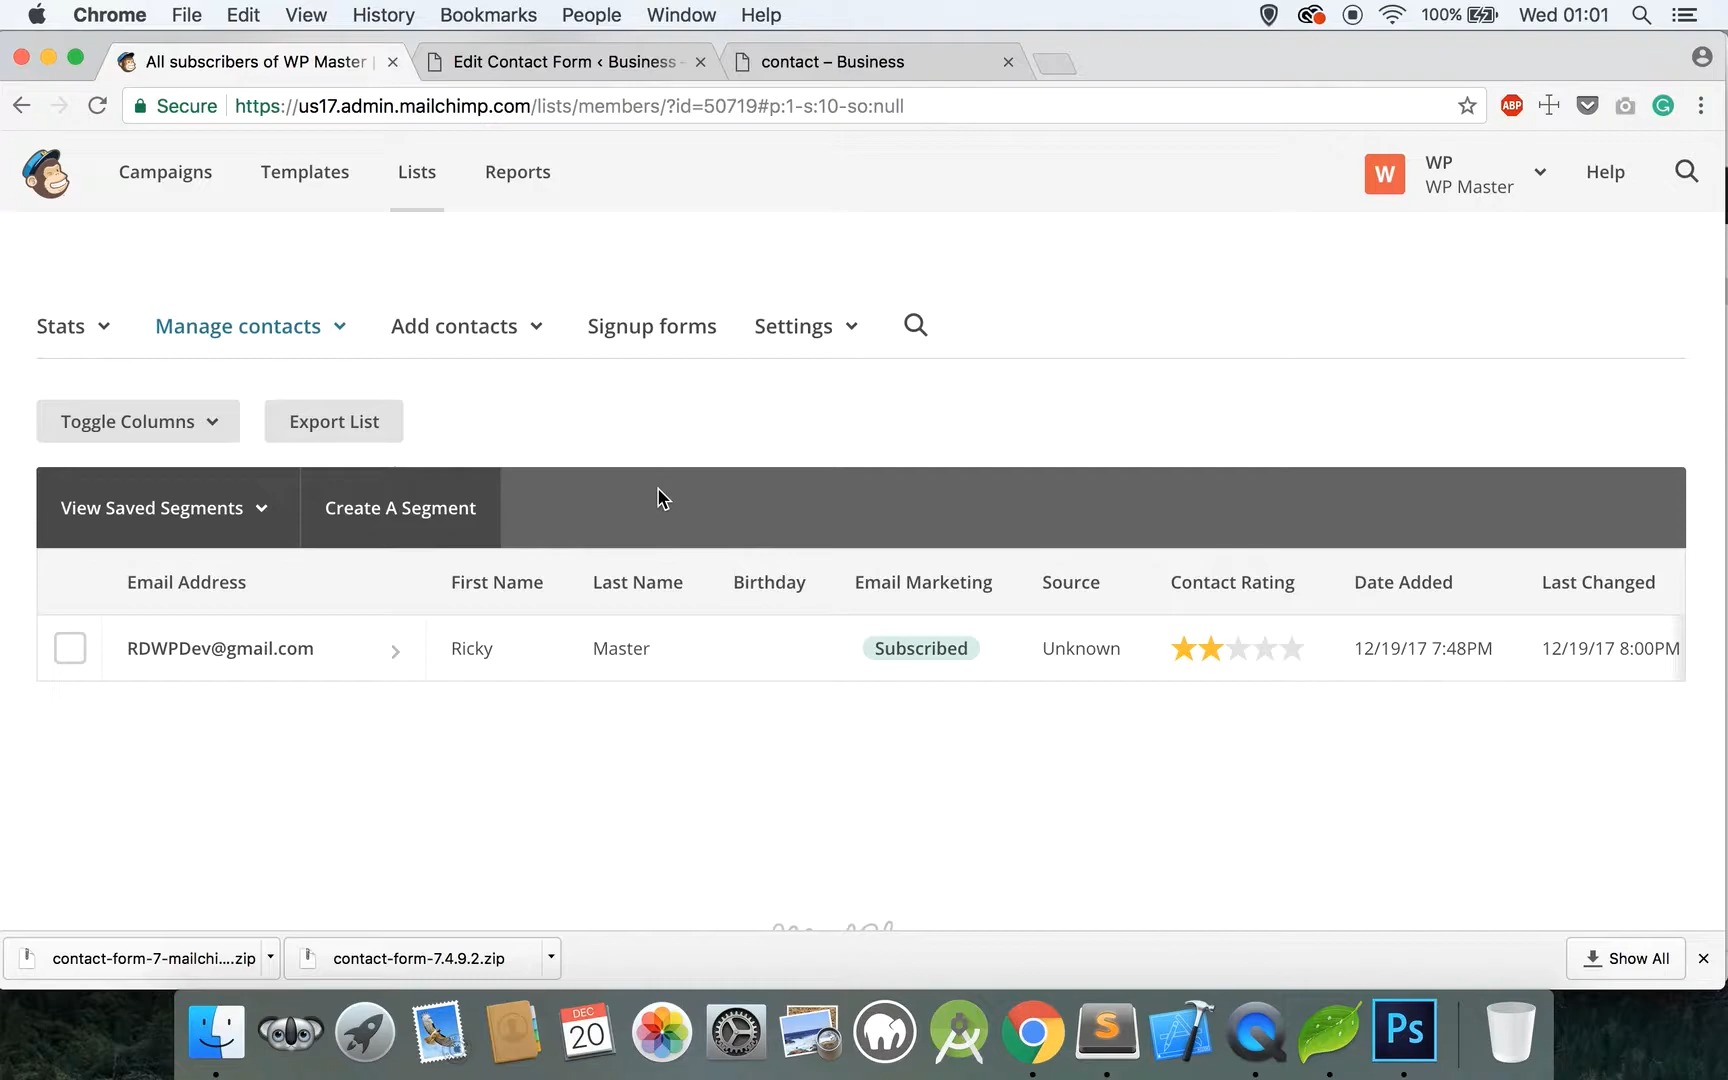 Chrome File Edit View History Bookmarks People Window Help 100% Wed 01:01
All subscribers of WP Master Edit Contact Form ‹ Business - contact – Business
Secure https://us17.admin.mailchimp.com/lists/members/?id=50719#p:1-s:10-so:null ABP
Campaigns Templates Lists Reports W WP Help
WP Master
Stats Manage contacts Add contacts Signup forms Settings
Toggle Columns Export List
View Saved Segments Create A Segment
Email Address First Name Last Name Birthday Email Marketing Source Contact Rating Date Added Last Changed
RDWPDev@gmail.com Ricky Master Subscribed Unknown 12/19/17 7:48PM 12/19/17 8:00PM
contact-form-7-mailchi....zip contact-form-7.4.9.2.zip Show All
DEC
20
S
Ps